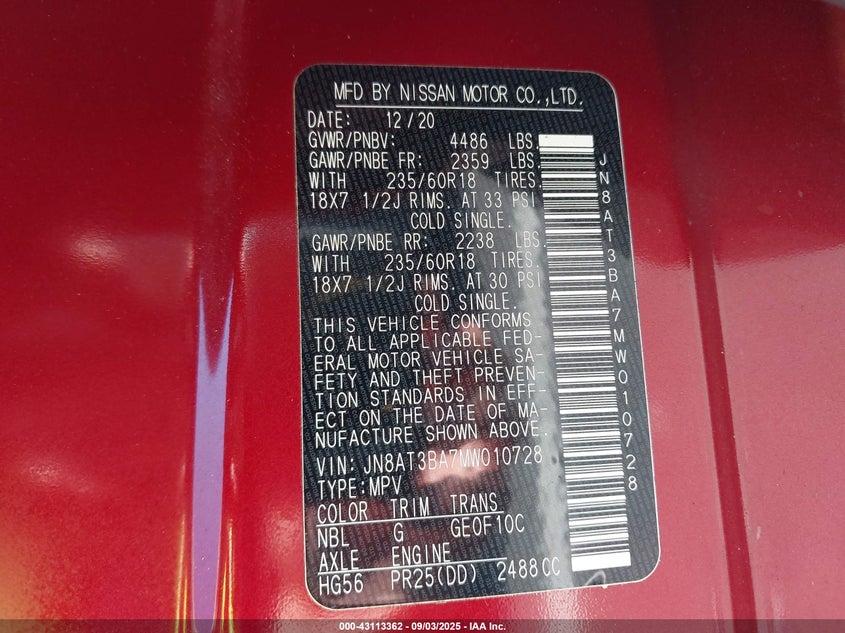 MFD BY NISSAN MOTOR CO.,LTD.
DATE: 12/20
GVWR/PNBV: 4486 LBS.
GAWR/PNBE FR: 2359 LBS.
WITH 235/60R18 TIRES.
18X7 1/2J RIMS. AT 33 PSI
COLD SINGLE.
GAWR/PNBE RR: 2238 LBS.
WITH 235/60R18 TIRES.
18X7 1/2J RIMS. AT 30 PSI
COLD SINGLE.
THIS VEHICLE CONFORMS
TO ALL APPLICABLE FED-
ERAL MOTOR VEHICLE SA-
FETY AND THEFT PREVEN-
TION STANDARDS IN EFF-
ECT ON THE DATE OF MA-
NUFACTURE SHOWN ABOVE.
VIN: JN8AT3BA7MW010728
TYPE:MPV
COLOR TRIM TRANS
NBL G GE0F10C
AXLE ENGINE
HG56 PR25(DD) 2488CC
JN8AT3BA7MW010728
000-43113362 - 09/03/2025 - IAA Inc.